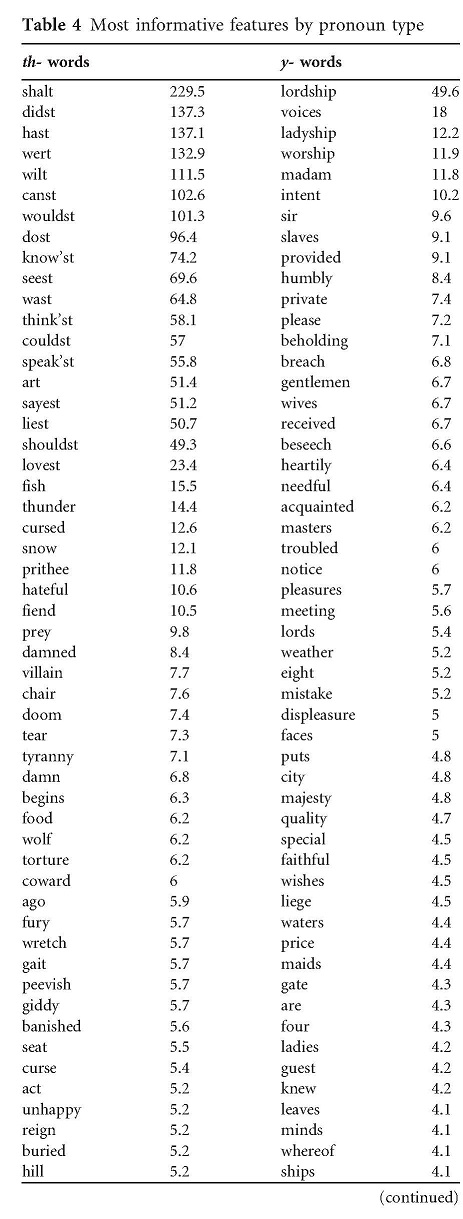 Table 4 Most informative features by pronoun type
th- words y- words
shalt 229.5 lordship 49.6
didst 137.3 voices 18
hast 137.1 ladyship 12.2
wert 132.9 worship 11.9
wilt 111.5 madam 11.8
canst 102.6 intent 10.2
wouldst 101.3 sir 9.6
dost 96.4 slaves 9.1
know'st 74.2 provided 9.1
seest 69.6 humbly 8.4
wast 64.8 private 7.4
think'st 58.1 please 7.2
couldst 57 beholding 7.1
speak'st 55.8 breach 6.8
art 51.4 gentlemen 6.7
sayest 51.2 wives 6.7
liest 50.7 received 6.7
shouldst 49.3 beseech 6.6
lovest 23.4 heartily 6.4
fish 15.5 needful 6.4
thunder 14.4 acquainted 6.2
cursed 12.6 masters 6.2
snow 12.1 troubled 6
prithee 11.8 notice 6
hateful 10.6 pleasures 5.7
fiend 10.5 meeting 5.6
prey 9.8 lords 5.4
damned 8.4 weather 5.2
villain 7.7 eight 5.2
chair 7.6 mistake 5.2
doom 7.4 displeasure 5
tear 7.3 faces 5
tyranny 7.1 puts 4.8
damn 6.8 city 4.8
begins 6.3 majesty 4.8
food 6.2 quality 4.7
wolf 6.2 special 4.5
torture 6.2 faithful 4.5
coward 6 wishes 4.5
ago 5.9 liege 4.5
fury 5.7 waters 4.4
wretch 5.7 price 4.4
gait 5.7 maids 4.4
peevish 5.7 gate 4.3
giddy 5.7 are 4.3
banished 5.6 four 4.3
seat 5.5 ladies 4.2
curse 5.4 guest 4.2
act 5.2 knew 4.2
unhappy 5.2 leaves 4.1
reign 5.2 minds 4.1
buried 5.2 whereof 4.1
hill 5.2 ships 4.1
(continued)